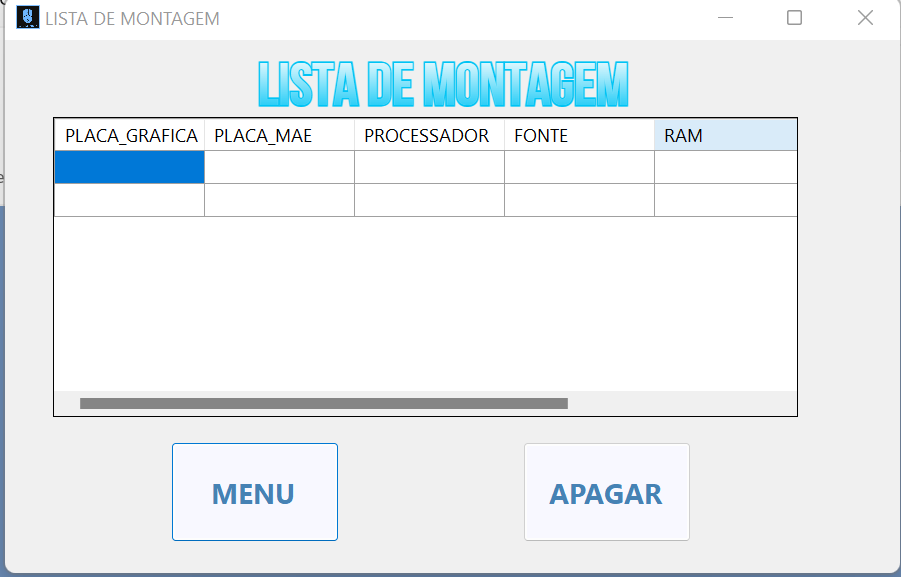 LISTA DE MONTAGEM
LISTA DE MONTAGEM
PLACA_GRAFICA PLACA_MAE PROCESSADOR FONTE RAM
MENU APAGAR